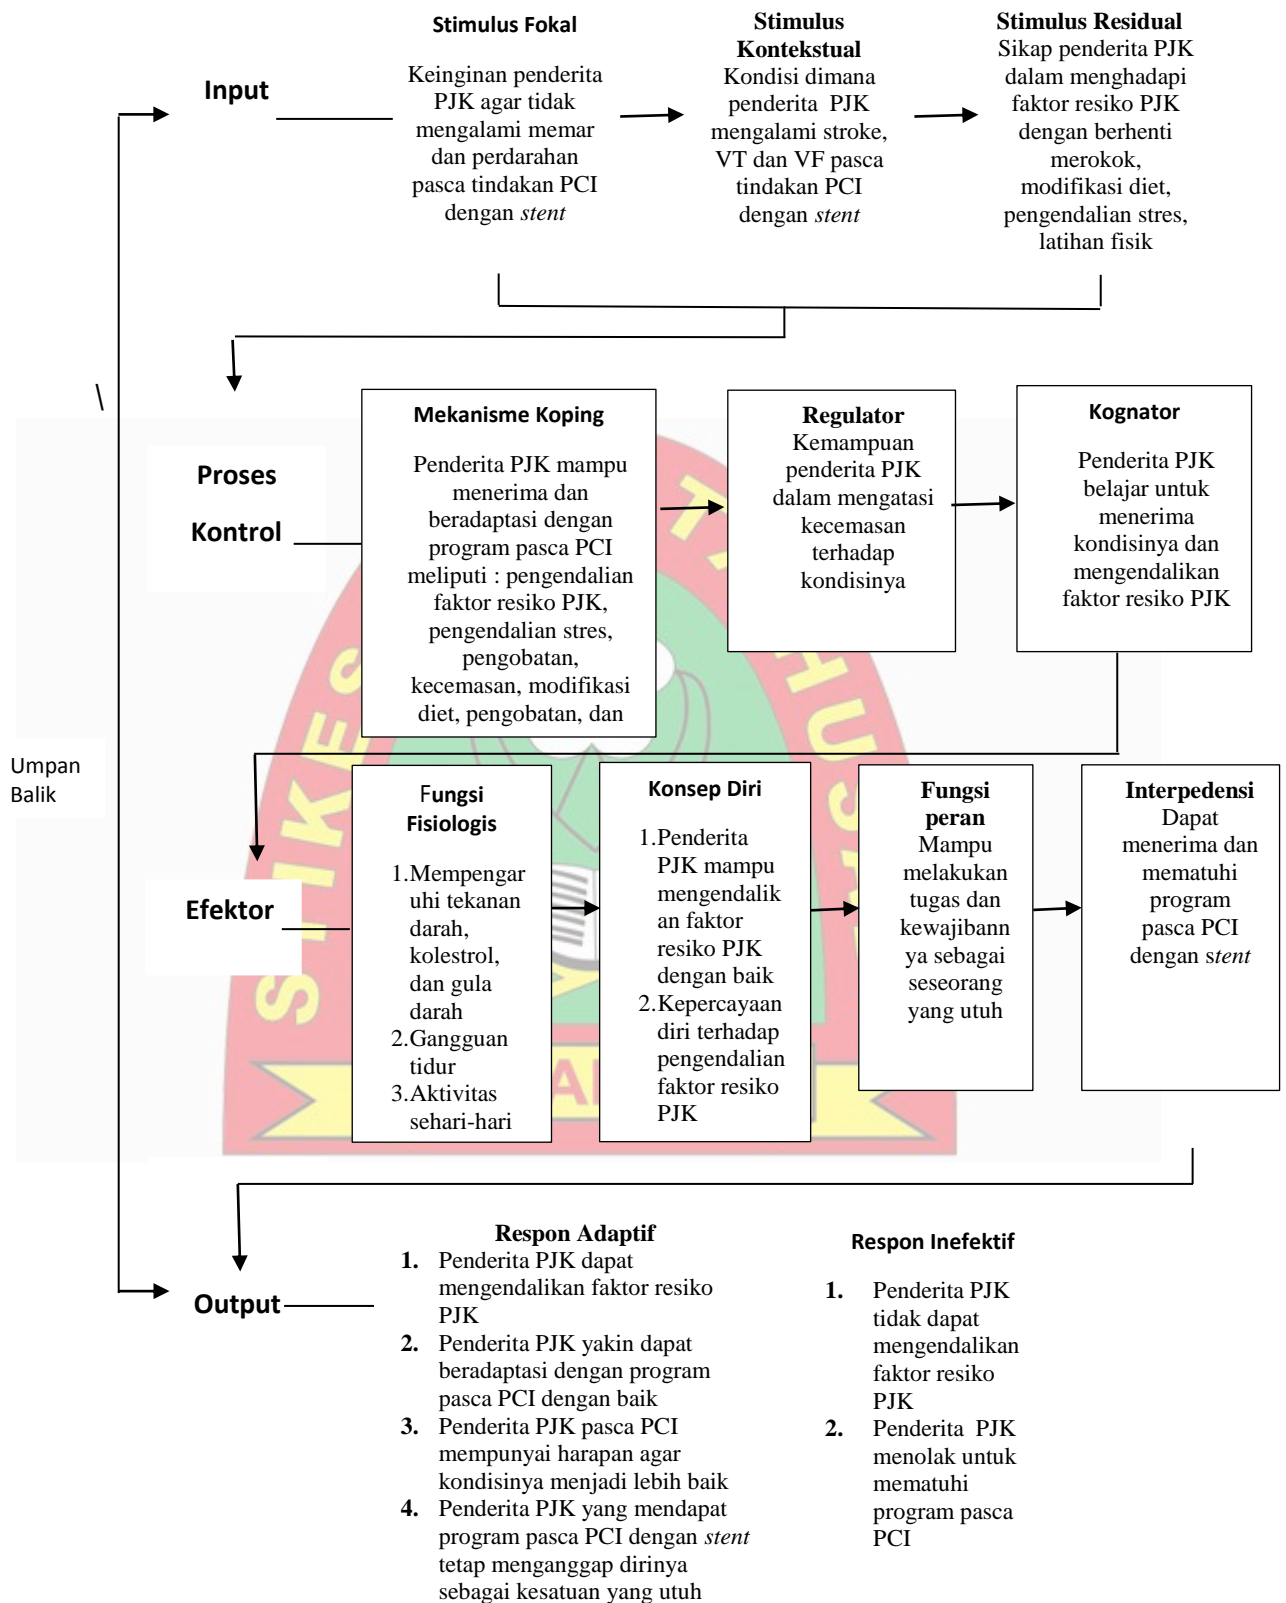 Stimulus Fokal
Keinginan penderita
PJK agar tidak
mengalami memar
dan perdarahan
pasca tindakan PCI
dengan stent
Stimulus
Kontekstual
Kondisi dimana
penderita PJK
mengalami stroke,
VT dan VF pasca
tindakan PCI
dengan stent
Stimulus Residual
Sikap penderita PJK
dalam menghadapi
faktor resiko PJK
dengan berhenti
merokok,
modifikasi diet,
pengendalian stres,
latihan fisik
Input
\
Proses
Kontrol
Mekanisme Koping
Penderita PJK mampu
menerima dan
beradaptasi dengan
program pasca PCI
meliputi : pengendalian
faktor resiko PJK,
pengendalian stres,
pengobatan,
kecemasan, modifikasi
diet, pengobatan, dan
Regulator
Kemampuan
penderita PJK
dalam mengatasi
kecemasan
terhadap
kondisinya
Kognator
Penderita PJK
belajar untuk
menerima
kondisinya dan
mengendalikan
faktor resiko PJK
Umpan
Balik
Efektor
Fungsi
Fisiologis
1.Mempengar
uhi tekanan
darah,
kolestrol,
dan gula
darah
2.Gangguan
tidur
3.Aktivitas
sehari-hari
Konsep Diri
1.Penderita
PJK mampu
mengendalik
an faktor
resiko PJK
dengan baik
2.Kepercayaan
diri terhadap
pengendalian
faktor resiko
PJK
Fungsi
peran
Mampu
melakukan
tugas dan
kewajibann
ya sebagai
seseorang
yang utuh
Interpedensi
Dapat
menerima dan
mematuhi
program
pasca PCI
dengan stent
Output
Respon Adaptif
1. Penderita PJK dapat
mengendalikan faktor resiko
PJK
2. Penderita PJK yakin dapat
beradaptasi dengan program
pasca PCI dengan baik
3. Penderita PJK pasca PCI
mempunyai harapan agar
kondisinya menjadi lebih baik
4. Penderita PJK yang mendapat
program pasca PCI dengan stent
tetap menganggap dirinya
sebagai kesatuan yang utuh
Respon Inefektif
1. Penderita PJK
tidak dapat
mengendalikan
faktor resiko
PJK
2. Penderita PJK
menolak untuk
mematuhi
program pasca
PCI
STIKES